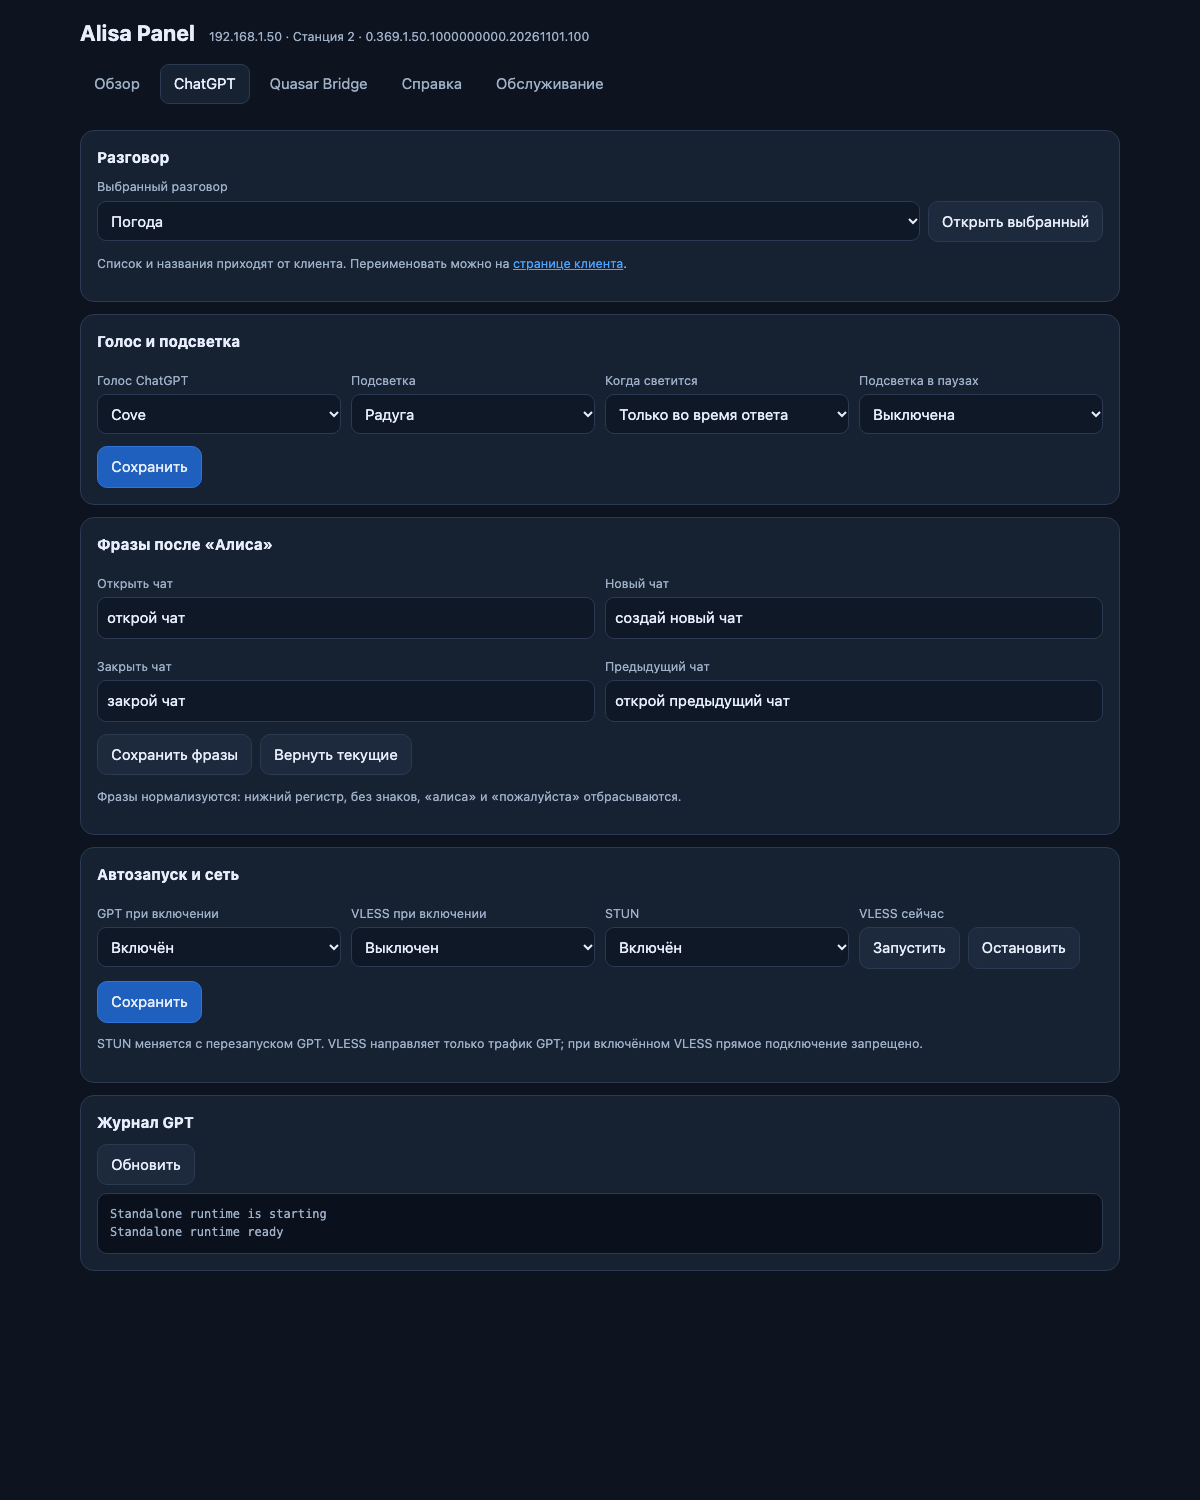 Alisa Panel 192.168.1.50 · Станция 2 · 0.369.1.50.1000000000.20261101.100
Обзор ChatGPT Quasar Bridge Справка Обслуживание
Разговор
Выбранный разговор
Погода Открыть выбранный
Список и названия приходят от клиента. Переименовать можно на странице клиента.
Голос и подсветка
Голос ChatGPT Подсветка Когда светится Подсветка в паузах
Cove Радуга Только во время ответа Выключена
Сохранить
Фразы после «Алиса»
Открыть чат Новый чат
открой чат создай новый чат
Закрыть чат Предыдущий чат
закрой чат открой предыдущий чат
Сохранить фразы Вернуть текущие
Фразы нормализуются: нижний регистр, без знаков, «алиса» и «пожалуйста» отбрасываются.
Автозапуск и сеть
GPT при включении VLESS при включении STUN VLESS сейчас
Включён Выключен Включён Запустить Остановить
Сохранить
STUN меняется с перезапуском GPT. VLESS направляет только трафик GPT; при включённом VLESS прямое подключение запрещено.
Журнал GPT
Обновить
Standalone runtime is starting
Standalone runtime ready